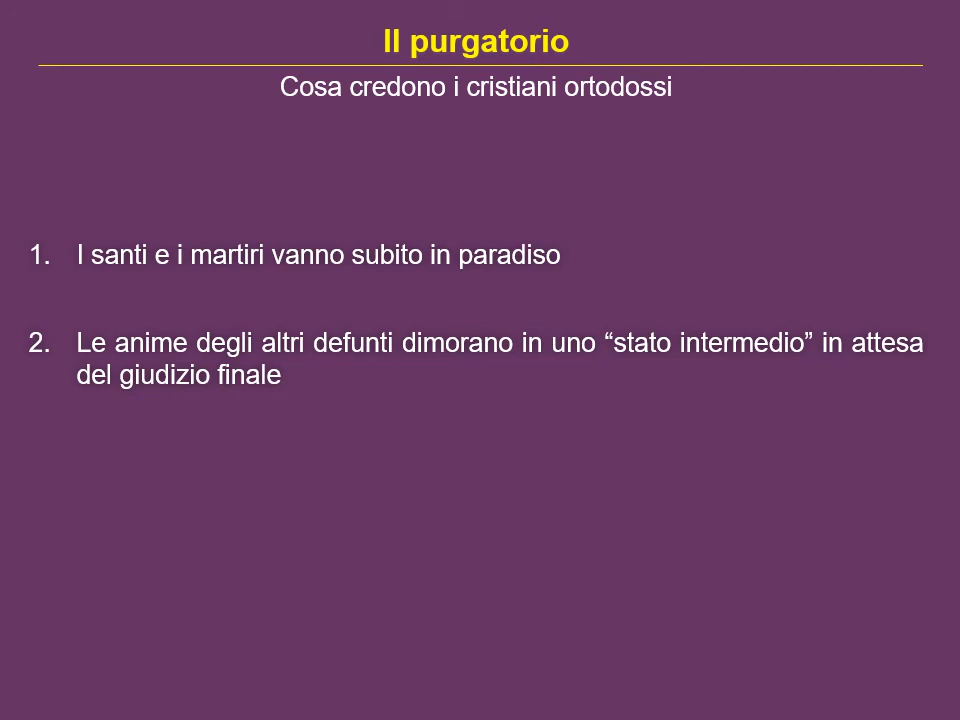 Il purgatorio
Cosa credono i cristiani ortodossi
1. I santi e i martiri vanno subito in paradiso
2. Le anime degli altri defunti dimorano in uno “stato intermedio” in attesa
del giudizio finale